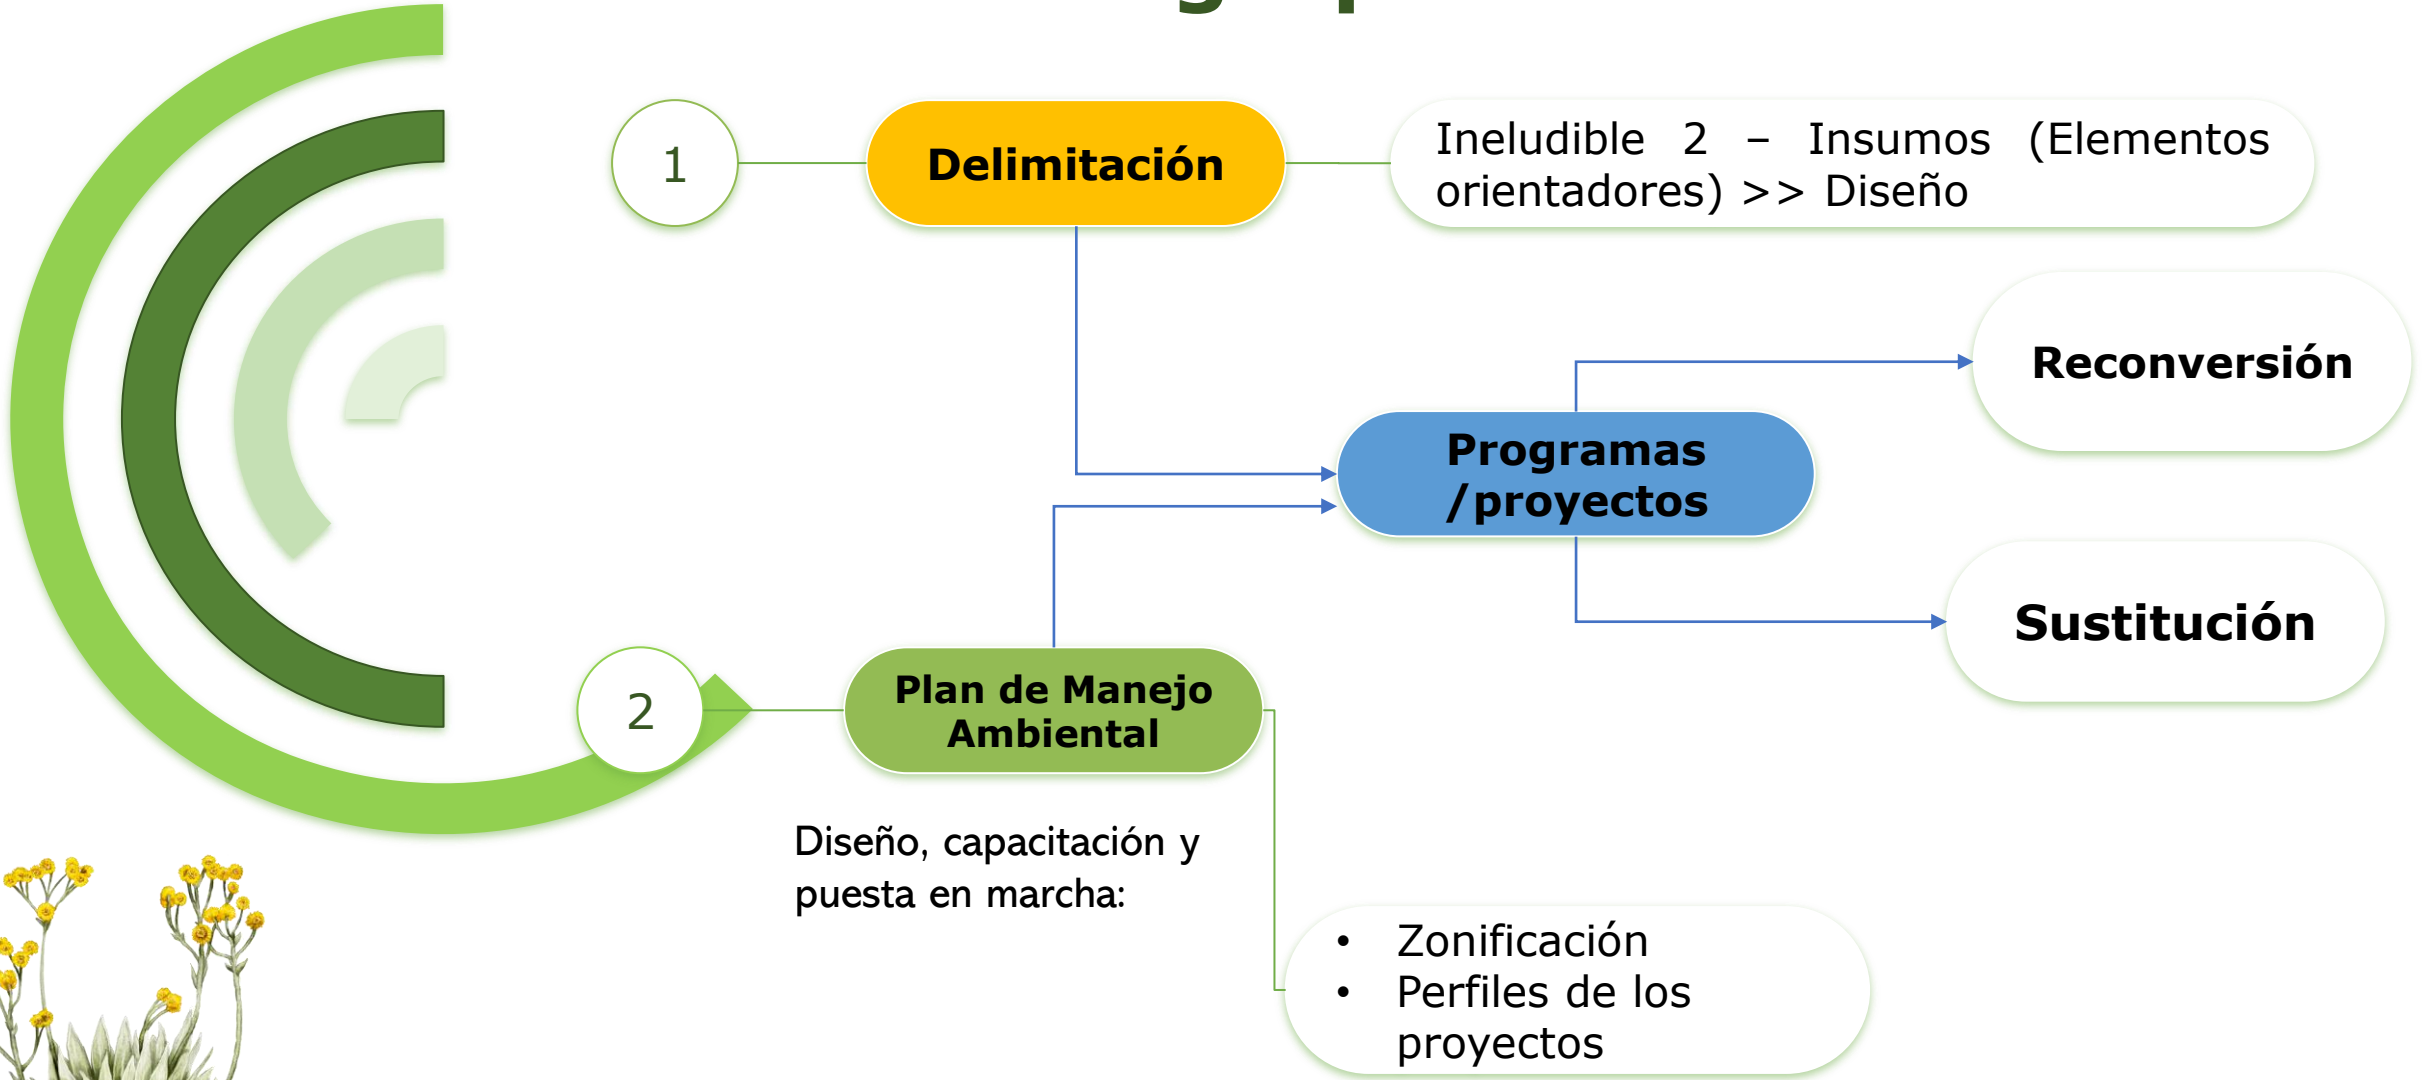 1
Delimitación
Ineludible 2 – Insumos (Elementos
orientadores) >> Diseño
Reconversión
Programas
/proyectos
Sustitución
2
Plan de Manejo
Ambiental
Diseño, capacitación y
puesta en marcha:
• Zonificación
• Perfiles de los
proyectos